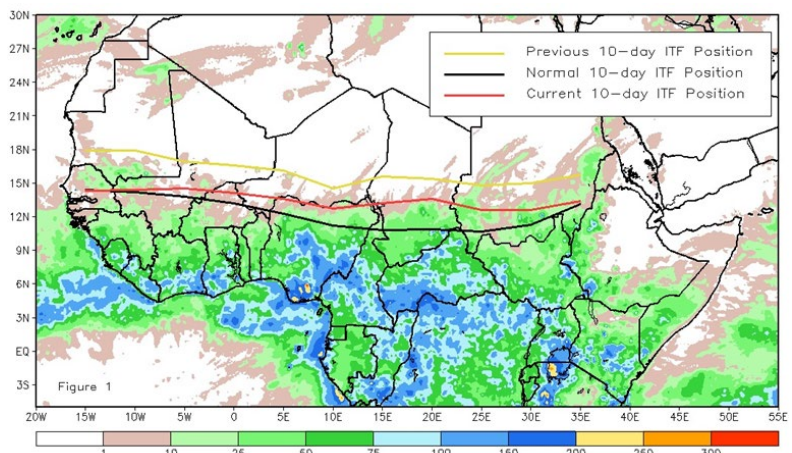 30N
27N
24N
21N
18N
15N
12N
9N
6N
3N
EQ
3S
Previous 10-day ITF Position
Normal 10-day ITF Position
Current 10-day ITF Position
Figure 1
20W 15W 10W 5W 0 5E 10E 15E 20E 25E 30E 35E 40E 45E 50E 55E
1 10 25 50 75 100 150 200 250 300